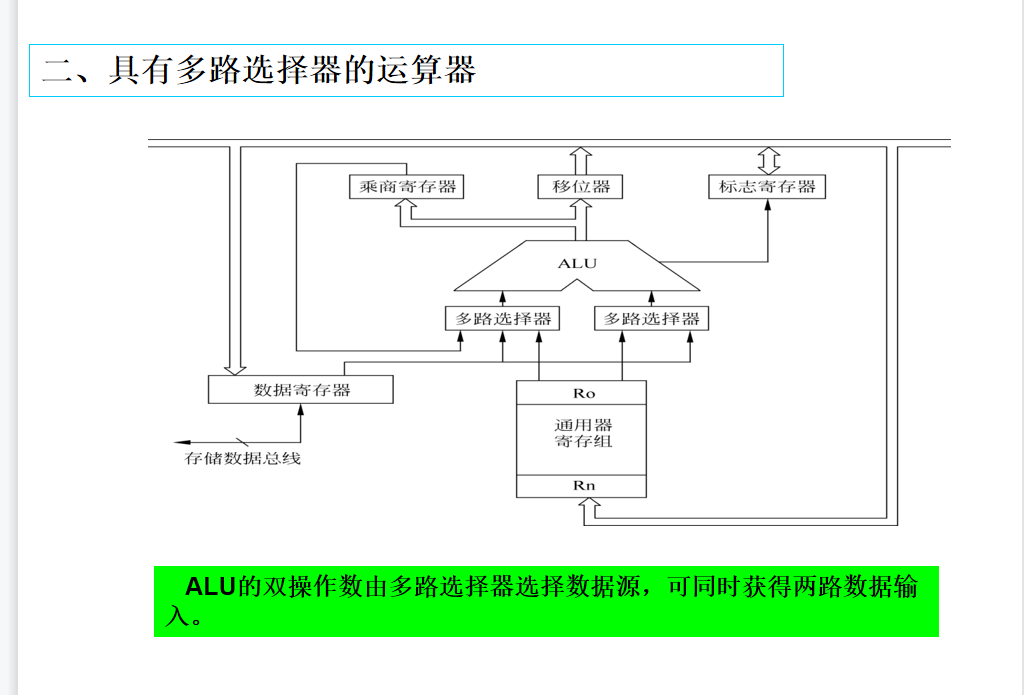 二、具有多路选择器的运算器
乘商寄存器
移位器
标志寄存器
ALU
多路选择器
多路选择器
数据寄存器
Ro
通用器
寄存组
存储数据总线
Rn
ALU的双操作数由多路选择器选择数据源，可同时获得两路数据输
入。